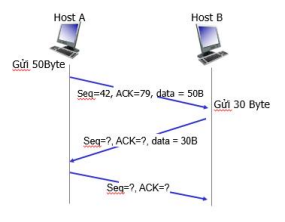 Host A
Host B
Gửi 50Byte
Seq=42, ACK=79, data = 50B
Gửi 30 Byte
Seq=?, ACK=?, data = 30B
Seq=?, ACK=?